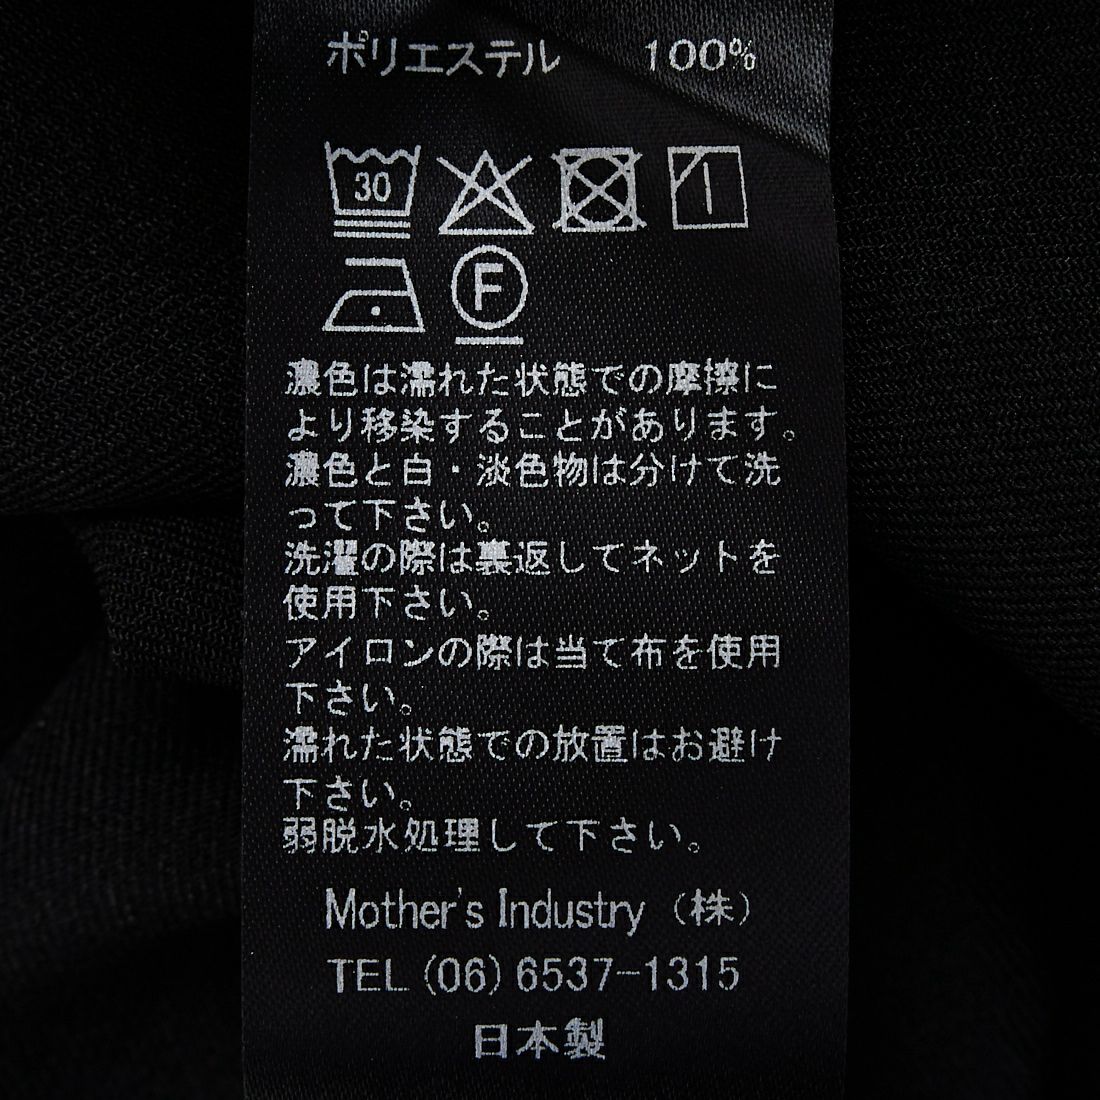 ポリエステル 100%
30
F
濃色は濡れた状態での摩擦に
より移染することがあります。
濃色と白・淡色物は分けて洗
って下さい。
洗濯の際は裏返してネットを
使用下さい。
アイロンの際は当て布を使用
下さい。
濡れた状態での放置はお避け
下さい。
弱脱水処理して下さい。
Mother's Industry (株)
TEL (06) 6537-1315
日本製